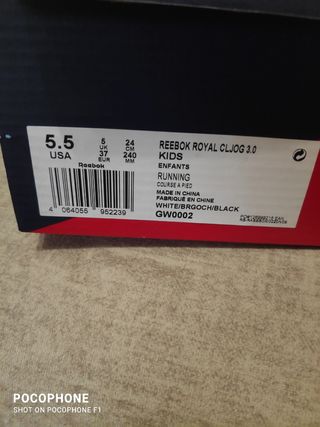 5.5 5 24 REEBOK ROYAL CLJOG 3.0
USA UK CM KIDS
37 240 ENFANTS
EUR MM RUNNING
Reebok COURSE A PIED
MADE IN CHINA
FABRIQUÉ EN CHINE
WHITE/BRGOCH/BLACK
4 064055 952239 GW0002
POCOPHONE
SHOT ON POCOPHONE F1